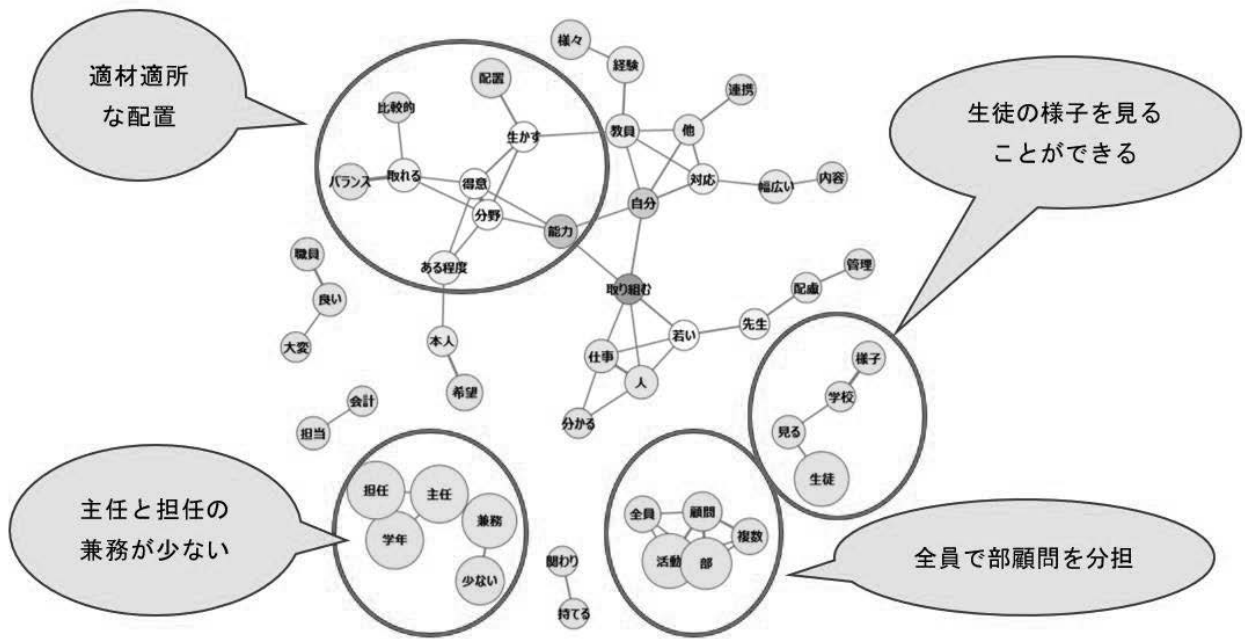 適材適所
な配置
生徒の様子を見る
ことができる
主任と担任の
兼務が少ない
全員で部顧問を分担
様々
経験
配置
連携
比較的
生かす
教員
他
バランス
取れる
得意
対応
幅広い
内容
分野
自分
能力
職員
ある程度
管理
良い
取り組む
配慮
大変
本人
若い
先生
仕事
様子
人
希望
学校
会計
分かる
担当
見る
生徒
担任
主任
兼務
学年
少ない
全員
顧問
複数
活動
部
関わり
持てる